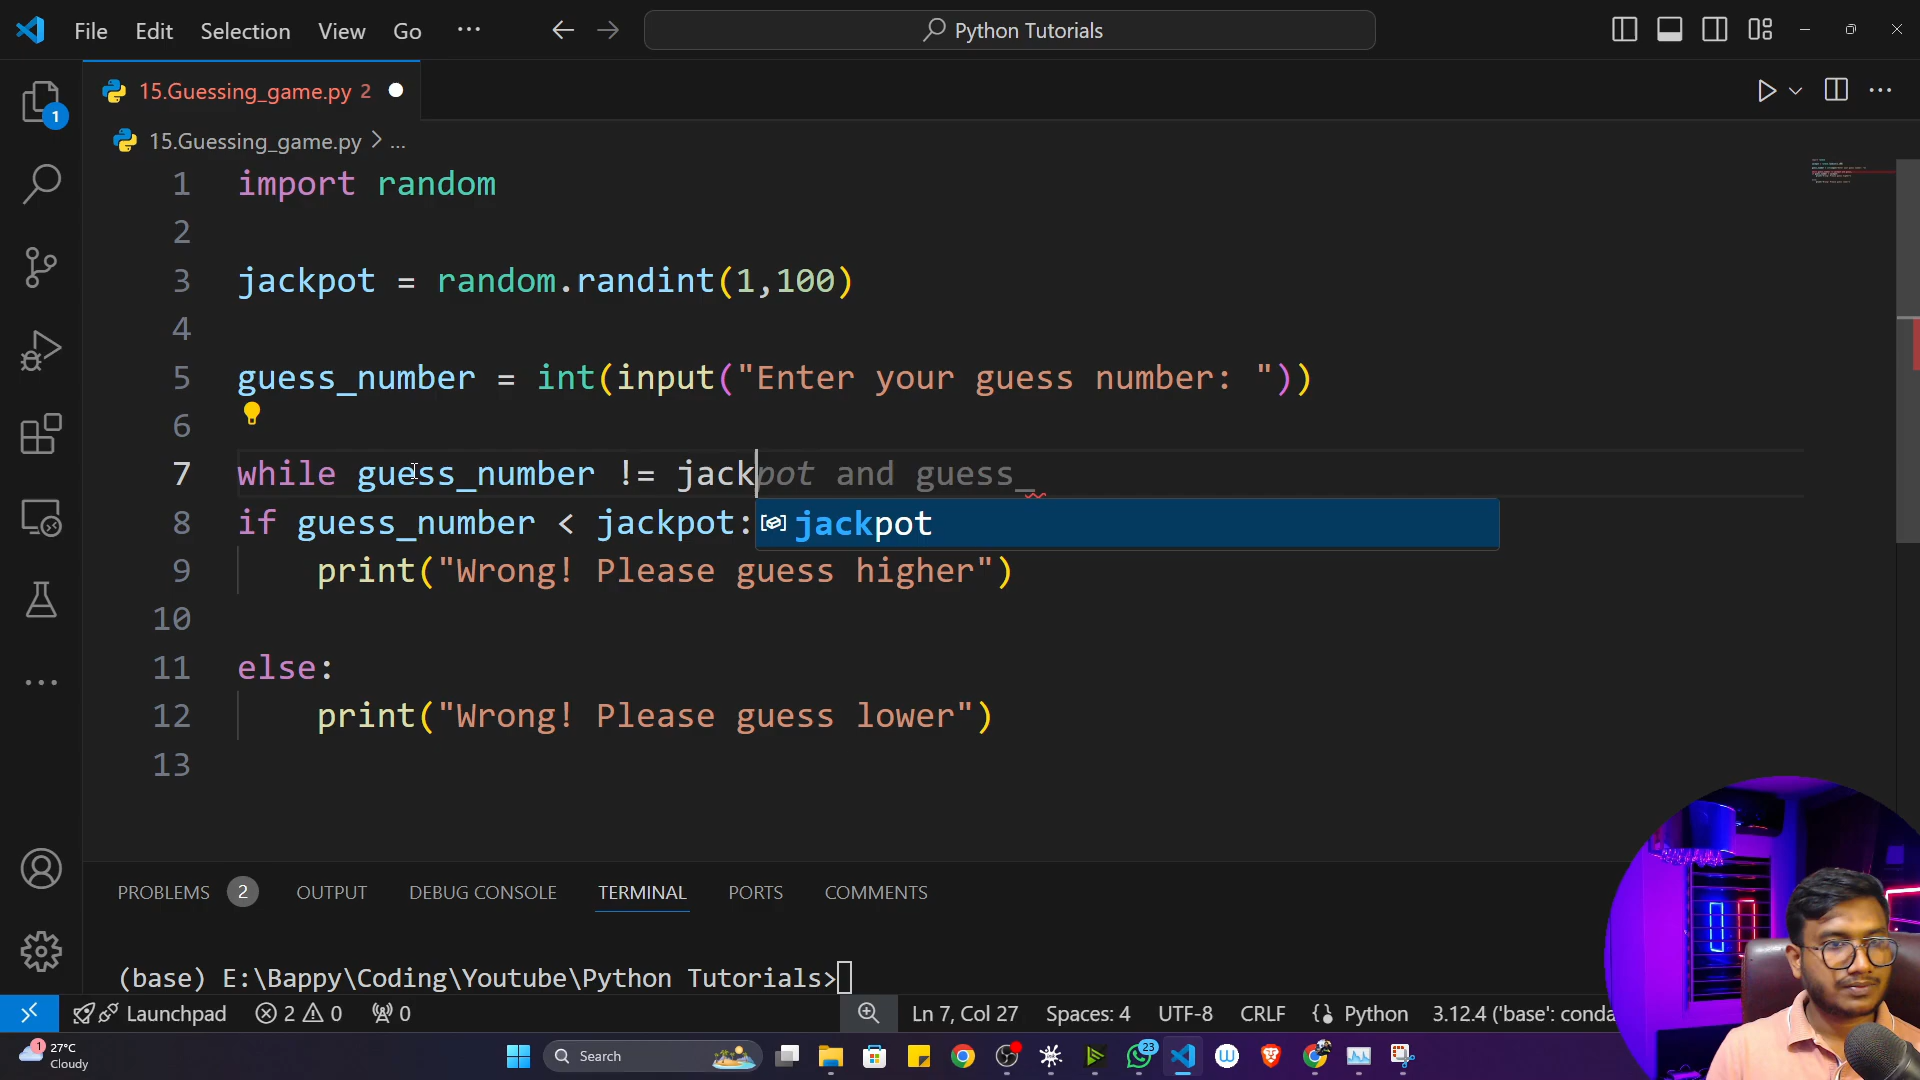 File Edit Selection View Go ··· Python Tutorials
15.Guessing_game.py 2
15.Guessing_game.py > ...
1 import random
2
3 jackpot = random.randint(1,100)
4
5 guess_number = int(input("Enter your guess number: "))
6
7 while guess_number != jackpot and guess_
8 if guess_number < jackpot: jackpot
9 print("Wrong! Please guess higher")
10
11 else:
12 print("Wrong! Please guess lower")
13
1
PROBLEMS 2 OUTPUT DEBUG CONSOLE TERMINAL PORTS COMMENTS
(base) E:\Bappy\Coding\Youtube\Python Tutorials>
Launchpad 2 0 0 Ln 7, Col 27 Spaces: 4 UTF-8 CRLF {} Python 3.12.4 ('base': conda
1 27°C
Cloudy
Search
23